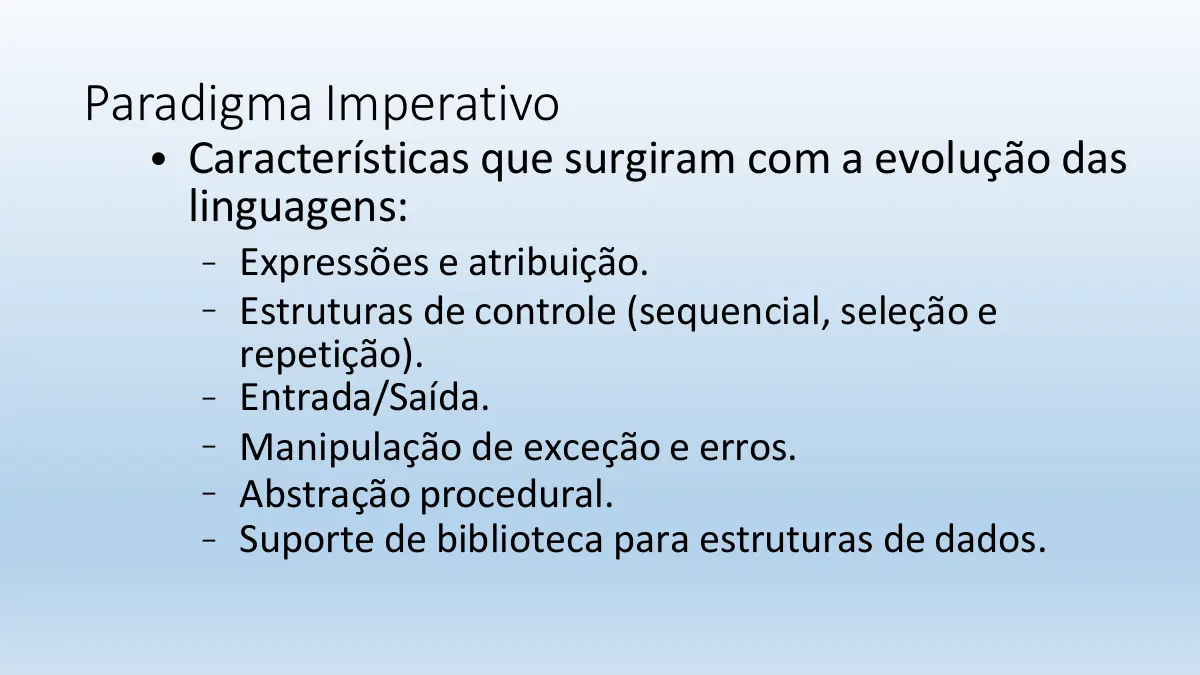 Paradigma Imperativo
• Características que surgiram com a evolução das
linguagens:
– Expressões e atribuição.
– Estruturas de controle (sequencial, seleção e
repetição).
– Entrada/Saída.
– Manipulação de exceção e erros.
– Abstração procedural.
– Suporte de biblioteca para estruturas de dados.